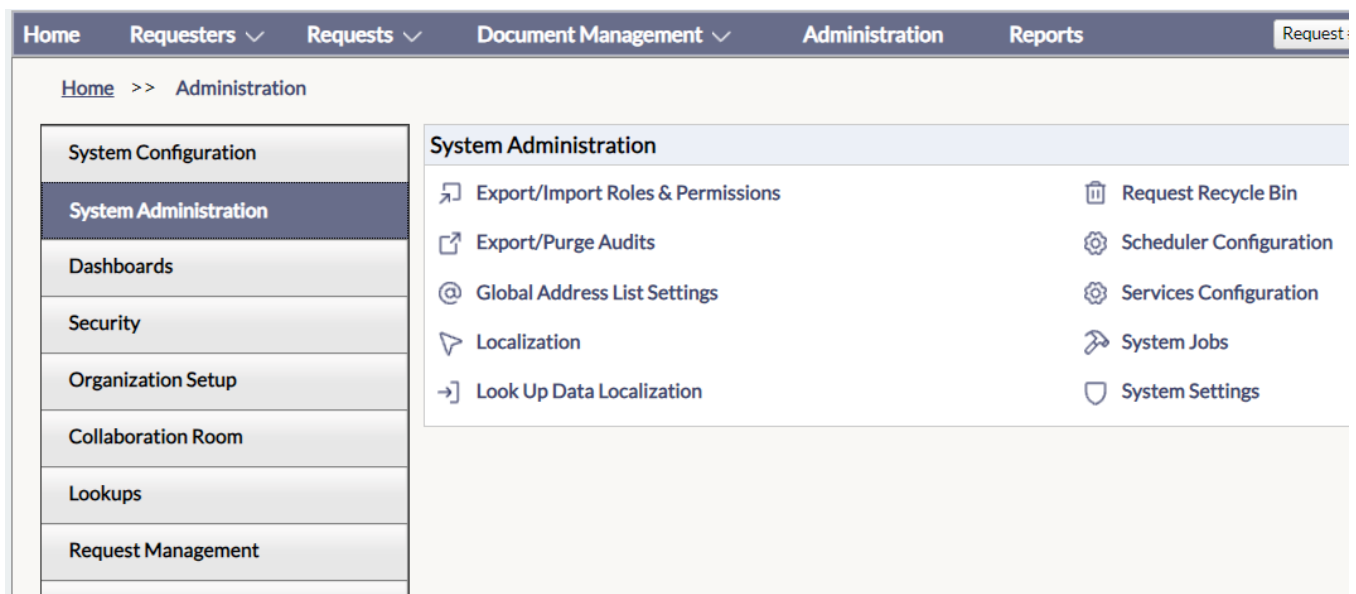 Home Requesters Requests Document Management Administration Reports Request
Home >> Administration
System Configuration
System Administration
Dashboards
Security
Organization Setup
Collaboration Room
Lookups
Request Management
System Administration
Export/Import Roles & Permissions
Export/Purge Audits
Global Address List Settings
Localization
Look Up Data Localization
Request Recycle Bin
Scheduler Configuration
Services Configuration
System Jobs
System Settings